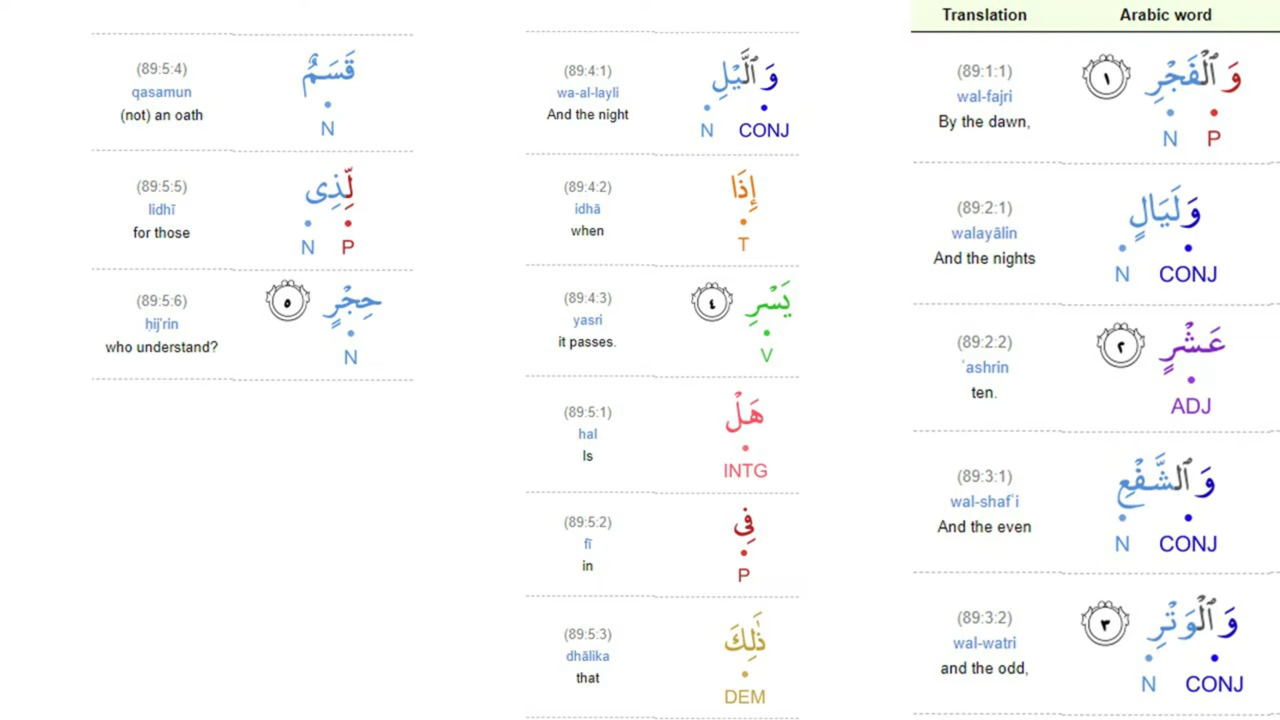 Translation Arabic word
(89:1:1)
wal-fajri
By the dawn,
وَٱلْفَجْرِ ١
N P
(89:2:1)
walayālin
And the nights
وَلَيَالٍ
N CONJ
(89:2:2)
ʿashrin
ten.
عَشْرٍ ٢
ADJ
(89:3:1)
wal-shafʿi
And the even
وَٱلشَّفْعِ
N CONJ
(89:3:2)
wal-watri
and the odd,
وَٱلْوَتْرِ ٣
N CONJ
(89:4:1)
wa-al-layli
And the night
وَٱلَّيْلِ
N CONJ
(89:4:2)
idhā
when
إِذَا
T
(89:4:3)
yasri
it passes.
يَسْرِ ٤
V
(89:5:1)
hal
Is
هَلْ
INTG
(89:5:2)
fī
in
فِى
P
(89:5:3)
dhālika
that
ذَٰلِكَ
DEM
(89:5:4)
qasamun
(not) an oath
قَسَمٌ
N
(89:5:5)
lidhī
for those
لِّذِى
N P
(89:5:6)
ḥij'rin
who understand?
حِجْرٍ ٥
N